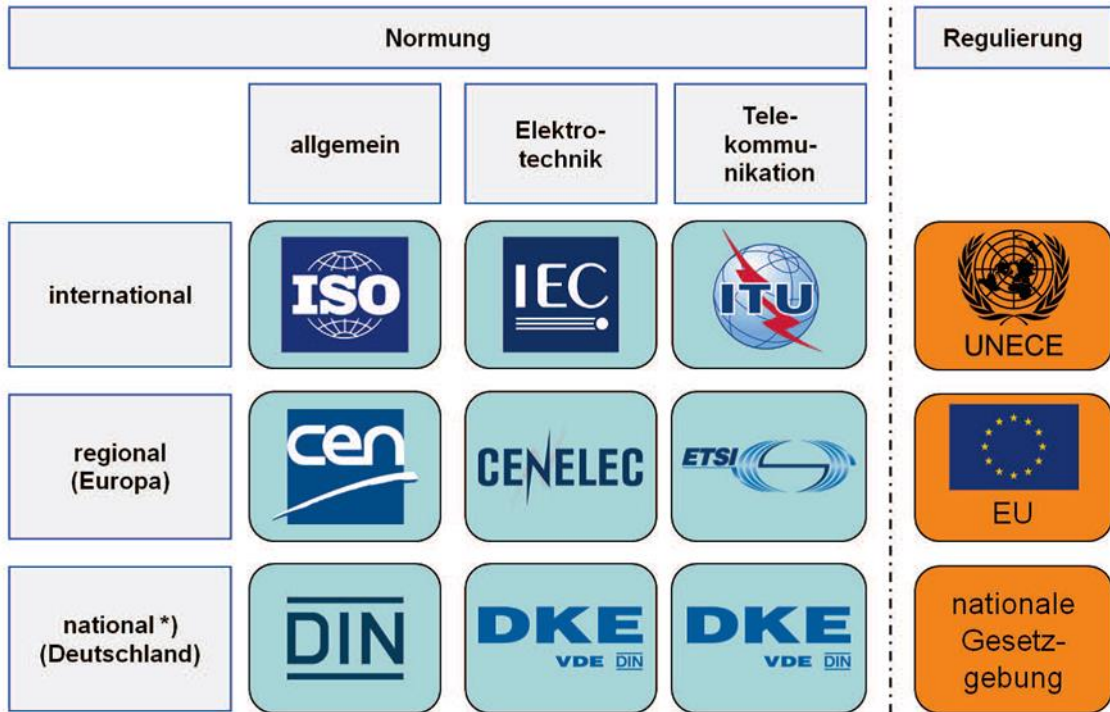 Normung
Regulierung
allgemein
Elektro-
technik
Tele-
kommu-
nikation
international
ISO
IEC
ITU
UNECE
regional
(Europa)
cen
CENELEC
ETSI
EU
national *)
(Deutschland)
DIN
DKE
VDE DIN
DKE
VDE DIN
nationale
Gesetz-
gebung